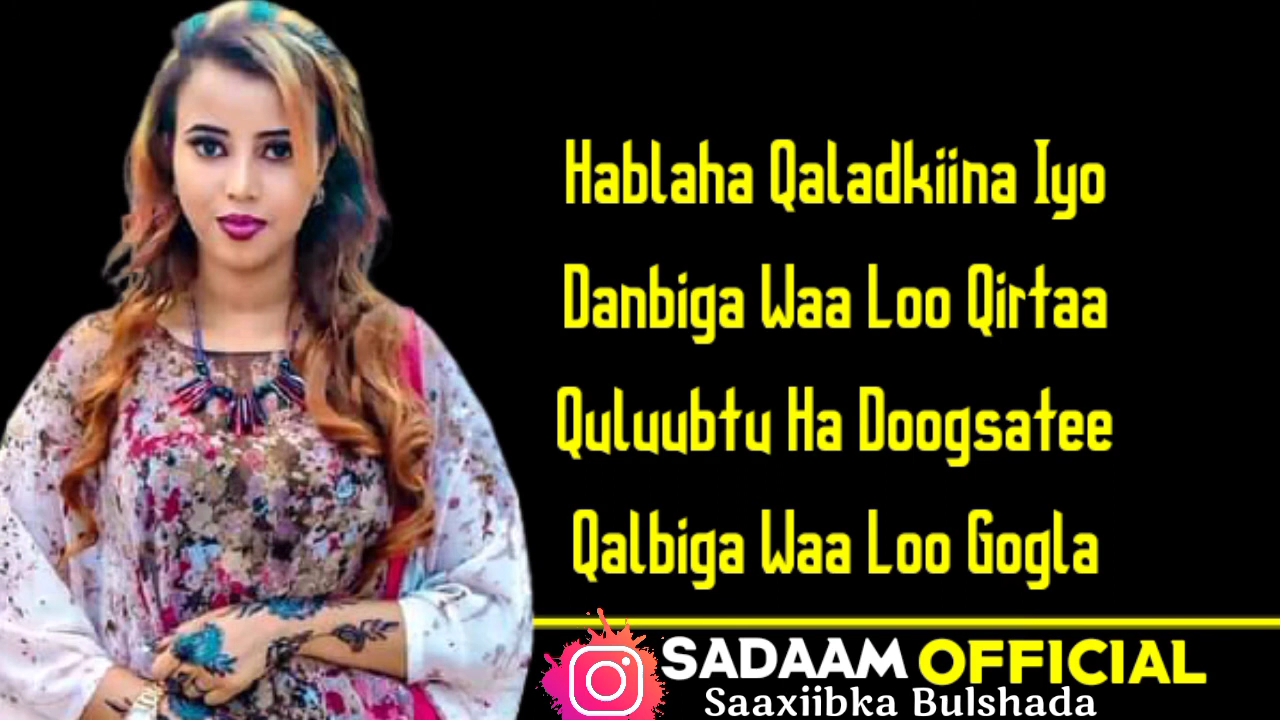 Hablaha Qaladkiina Iyo
Danbiga Waa Loo Qirtaa
Quluubtu Ha Doogsatee
Qalbiga Waa Loo Gogla
SADAAM OFFICIAL
Saaxiibka Bulshada